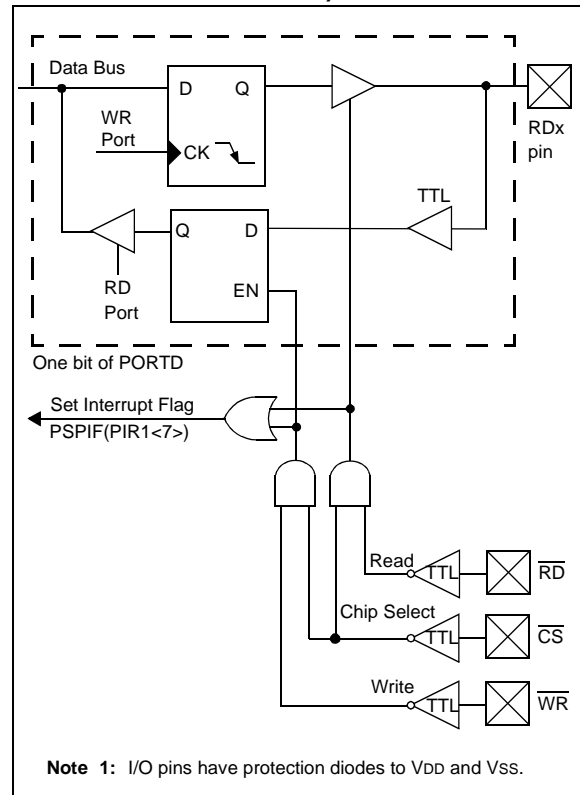 Data Bus
D Q
WR
Port
CK
RDx
pin
TTL
Q D
RD
Port
EN
One bit of PORTD
Set Interrupt Flag
PSPIF(PIR1<7>)
Read
TTL
RD
Chip Select
TTL
CS
Write
TTL
WR
Note 1: I/O pins have protection diodes to VDD and VSS.